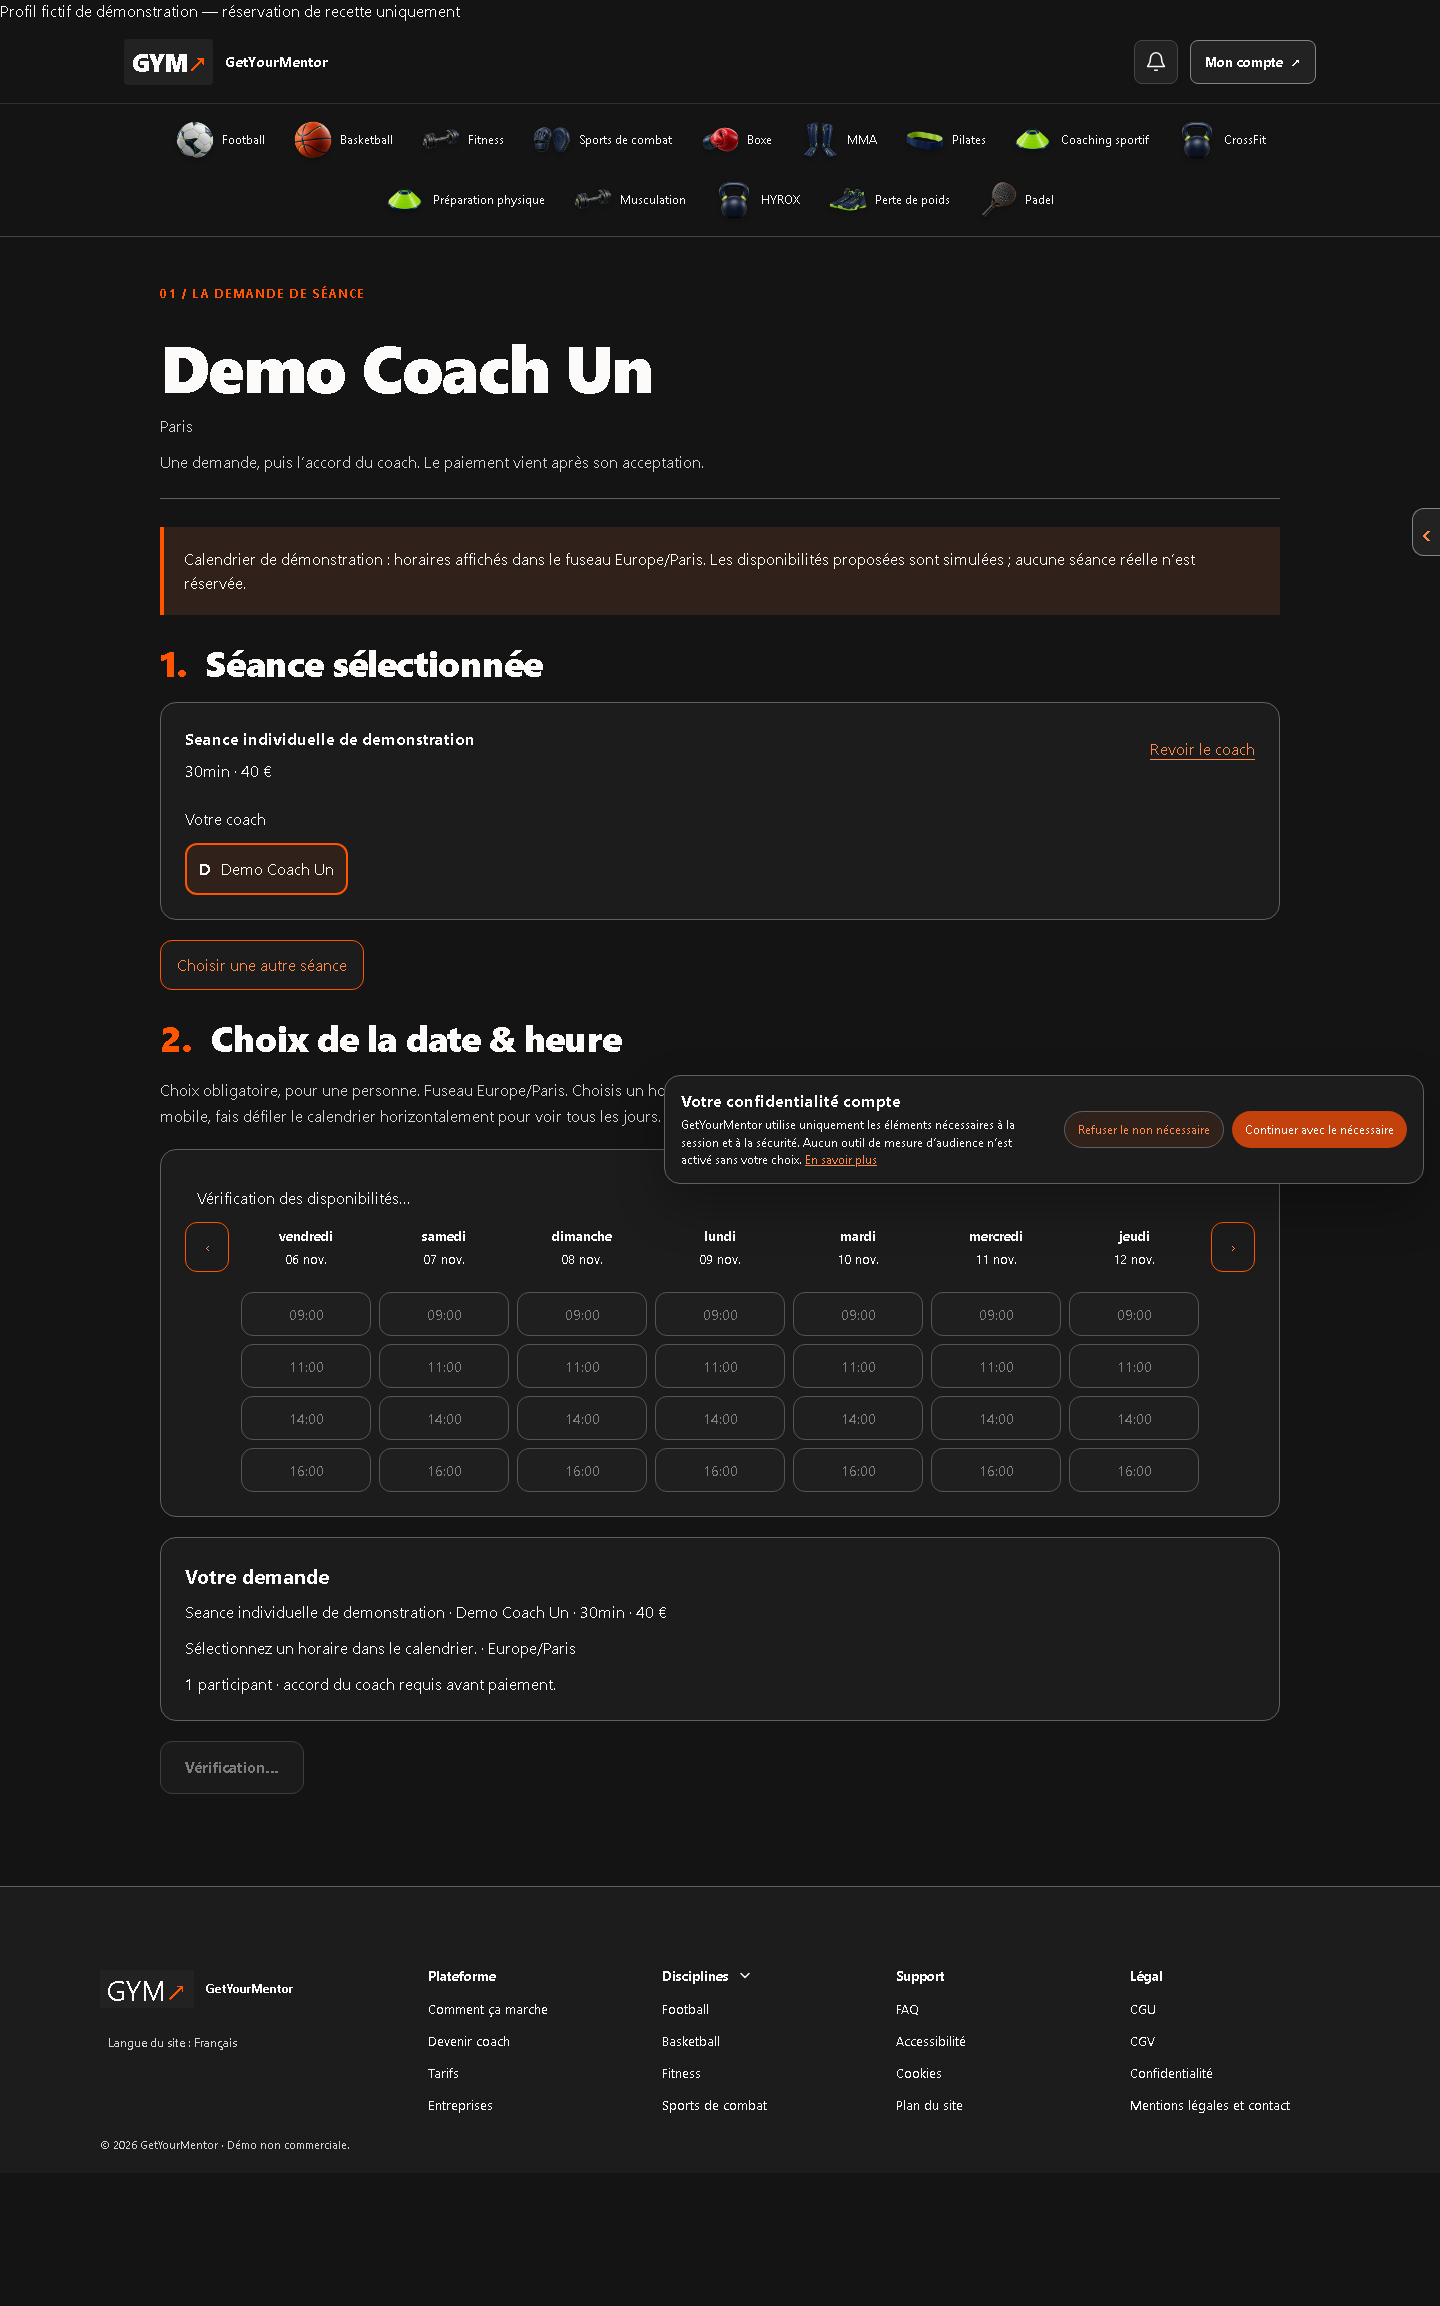 Profil fictif de démonstration — réservation de recette uniquement
GYM↗ GetYourMentor
Mon compte ↗
Football Basketball Fitness Sports de combat Boxe MMA Pilates Coaching sportif CrossFit
Préparation physique Musculation HYROX Perte de poids Padel
01 / LA DEMANDE DE SÉANCE
Demo Coach Un
Paris
Une demande, puis l’accord du coach. Le paiement vient après son acceptation.
‹
Calendrier de démonstration : horaires affichés dans le fuseau Europe/Paris. Les disponibilités proposées sont simulées ; aucune séance réelle n’est
réservée.
1. Séance sélectionnée
Seance individuelle de demonstration
Revoir le coach
30min · 40 €
Votre coach
D Demo Coach Un
Choisir une autre séance
2. Choix de la date & heure
Choix obligatoire, pour une personne. Fuseau Europe/Paris. Choisis un
mobile, fais défiler le calendrier horizontalement pour voir tous les jours.
Votre confidentialité compte
GetYourMentor utilise uniquement les éléments nécessaires à la
session et à la sécurité. Aucun outil de mesure d’audience n’est
activé sans votre choix. En savoir plus
Refuser le non nécessaire
Continuer avec le nécessaire
Vérification des disponibilités…
‹ vendredi samedi dimanche lundi mardi mercredi jeudi ›
06 nov. 07 nov. 08 nov. 09 nov. 10 nov. 11 nov. 12 nov.
09:00 09:00 09:00 09:00 09:00 09:00 09:00
11:00 11:00 11:00 11:00 11:00 11:00 11:00
14:00 14:00 14:00 14:00 14:00 14:00 14:00
16:00 16:00 16:00 16:00 16:00 16:00 16:00
Votre demande
Seance individuelle de demonstration · Demo Coach Un · 30min · 40 €
Sélectionnez un horaire dans le calendrier. · Europe/Paris
1 participant · accord du coach requis avant paiement.
Vérification…
GYM↗ GetYourMentor
Langue du site : Français
Plateforme
Comment ça marche
Devenir coach
Tarifs
Entreprises
Disciplines
Football
Basketball
Fitness
Sports de combat
Support
FAQ
Accessibilité
Cookies
Plan du site
Légal
CGU
CGV
Confidentialité
Mentions légales et contact
© 2026 GetYourMentor · Démo non commerciale.